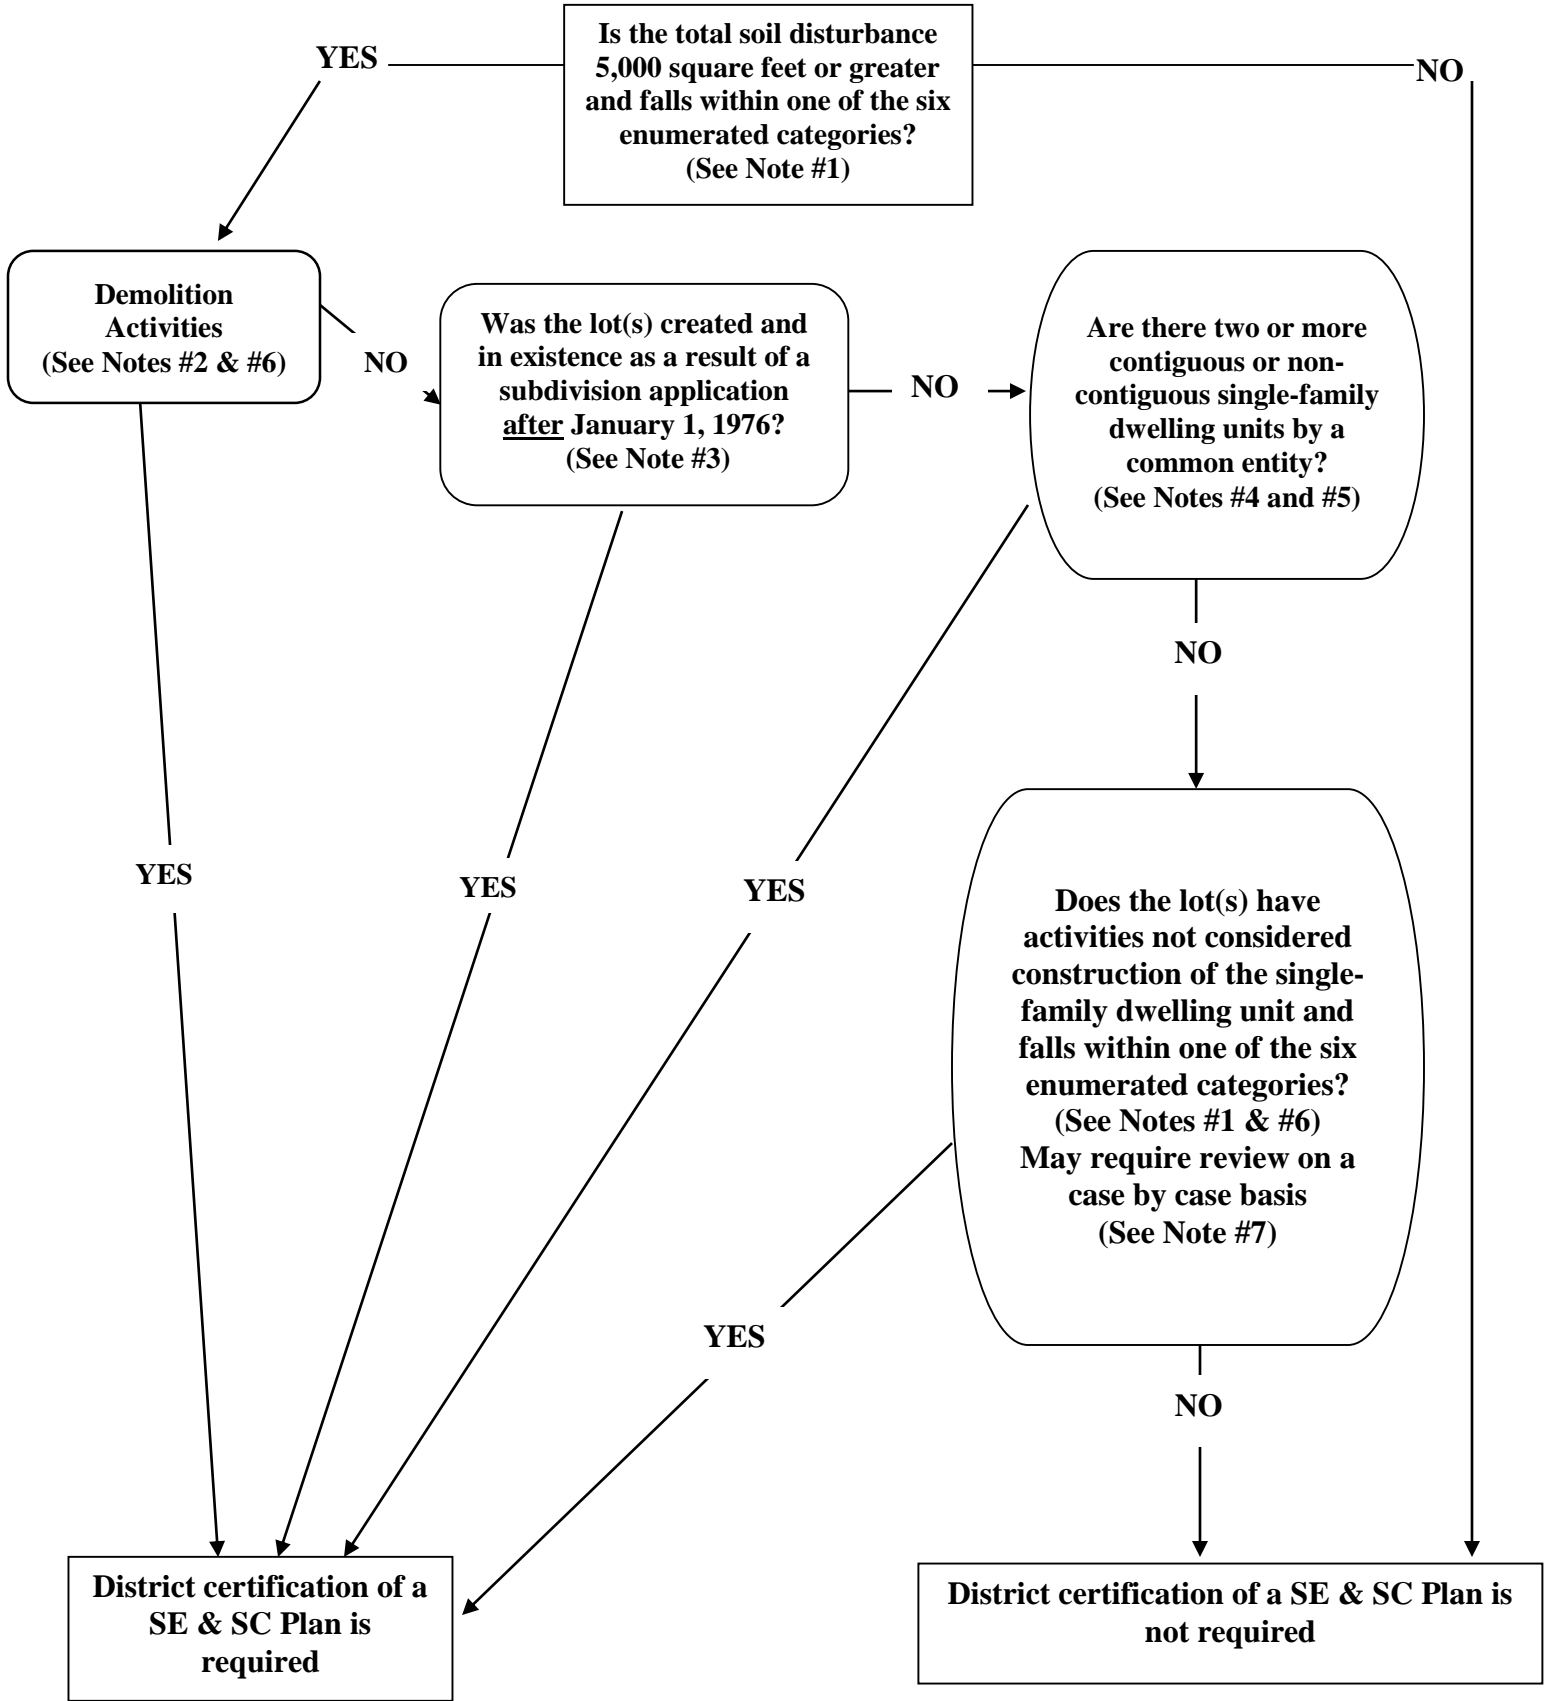 Is the total soil disturbance
5,000 square feet or greater
and falls within one of the six
enumerated categories?
(See Note #1)
YES
NO
Demolition
Activities
(See Notes #2 & #6)
NO
Was the lot(s) created and
in existence as a result of a
subdivision application
after January 1, 1976?
(See Note #3)
NO
Are there two or more
contiguous or non-
contiguous single-family
dwelling units by a
common entity?
(See Notes #4 and #5)
NO
YES
YES
YES
Does the lot(s) have
activities not considered
construction of the single-
family dwelling unit and
falls within one of the six
enumerated categories?
(See Notes #1 & #6)
May require review on a
case by case basis
(See Note #7)
YES
NO
District certification of a
SE & SC Plan is
required
District certification of a SE & SC Plan is
not required